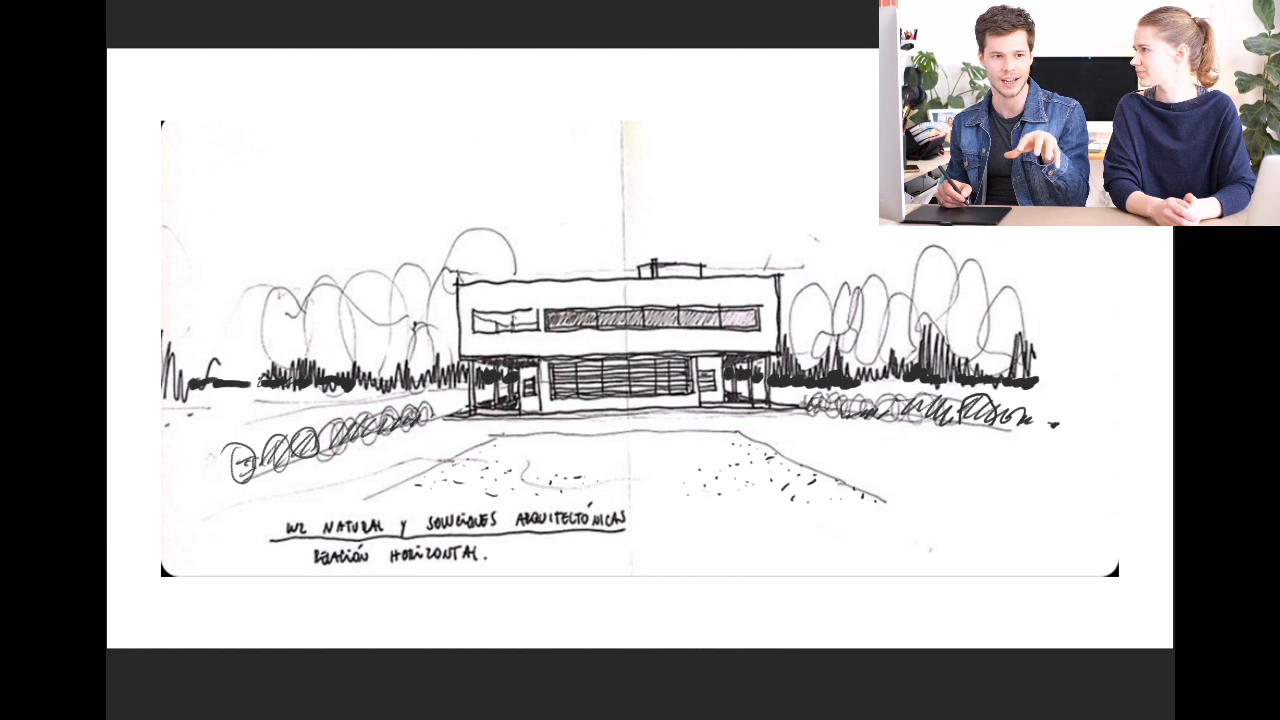 LUZ NATURAL Y SOLUCIONES ARQUITECTÓNICAS
RELACIÓN HORIZONTAL.